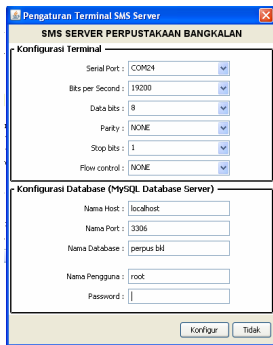 Pengaturan Terminal SMS Server
SMS SERVER PERPUSTAKAAN BANGKALAN
Konfigurasi Terminal
Serial Port : COM24
Bits per Second : 19200
Data bits : 8
Parity : NONE
Stop bits : 1
Flow control : NONE
Konfigurasi Database (MySQL Database Server)
Nama Host : localhost
Nama Port : 3306
Nama Database : perpus bkl
Nama Pengguna : root
Password :
Konfigur Tidak